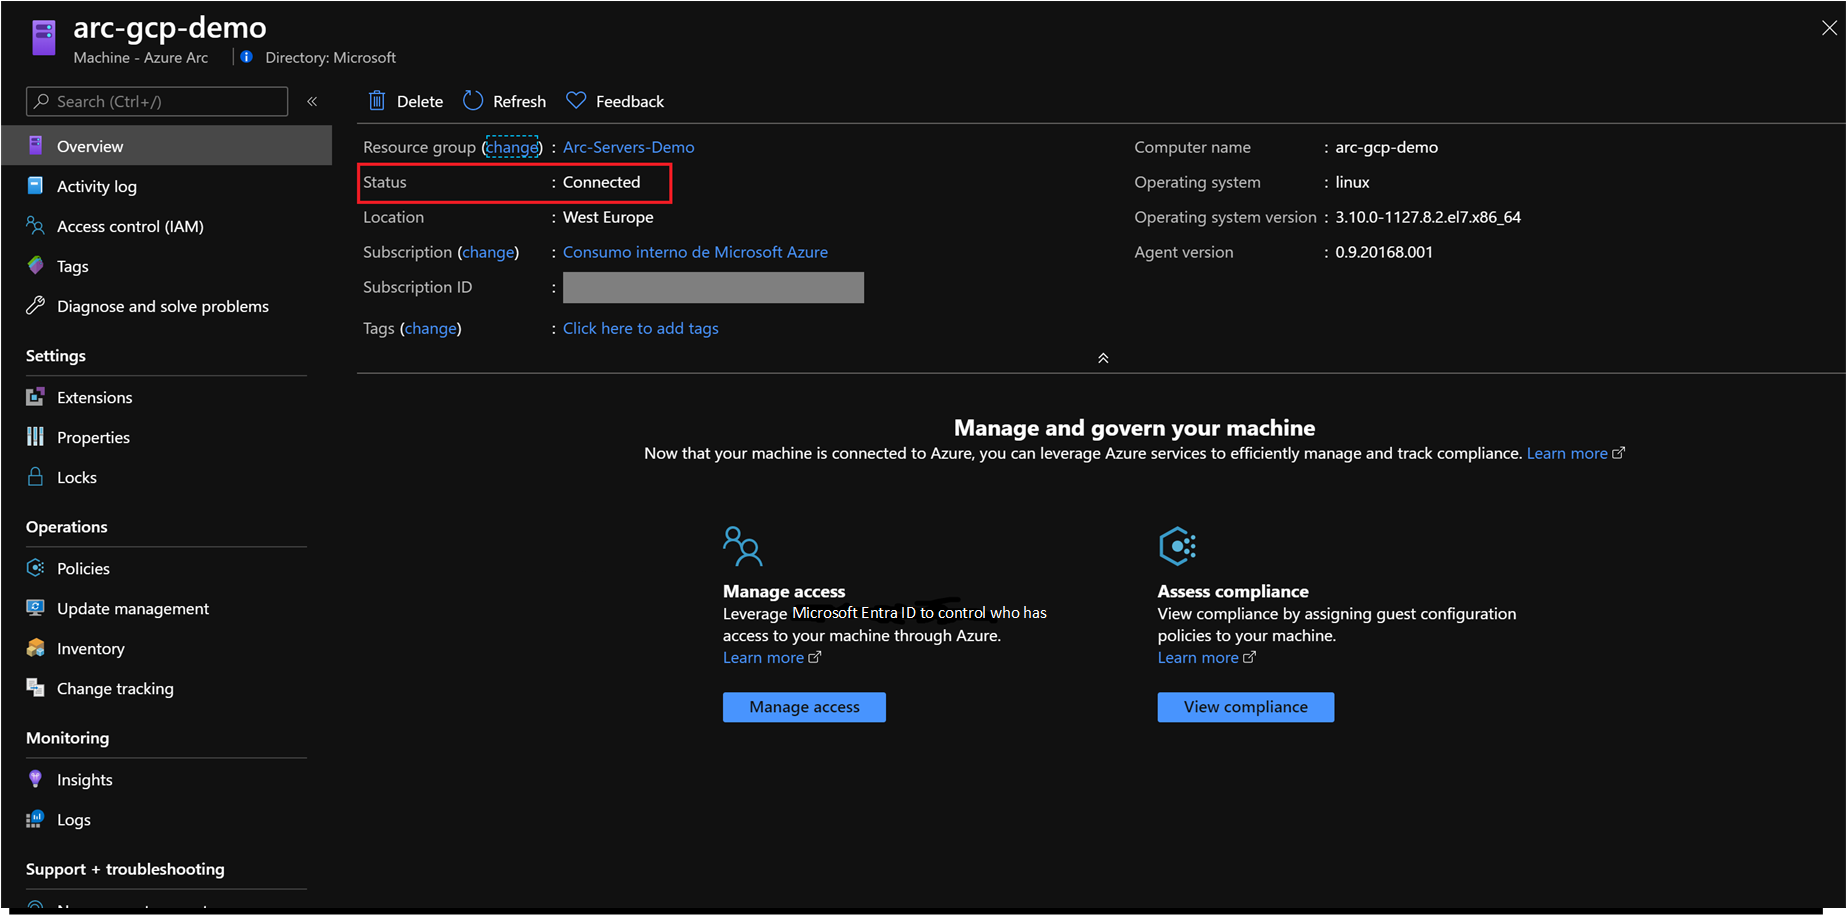 arc-gcp-demo
Machine - Azure Arc
Directory: Microsoft
Search (Ctrl+/)
«
Delete
Refresh
Feedback
Overview
Activity log
Access control (IAM)
Tags
Diagnose and solve problems
Settings
Extensions
Properties
Locks
Operations
Policies
Update management
Inventory
Change tracking
Monitoring
Insights
Logs
Support + troubleshooting
Resource group (change) : Arc-Servers-Demo
Status : Connected
Location : West Europe
Subscription (change) : Consumo interno de Microsoft Azure
Subscription ID :
Tags (change) : Click here to add tags
Computer name : arc-gcp-demo
Operating system : linux
Operating system version : 3.10.0-1127.8.2.el7.x86_64
Agent version : 0.9.20168.001
Manage and govern your machine
Now that your machine is connected to Azure, you can leverage Azure services to efficiently manage and track compliance. Learn more
Manage access
Leverage Microsoft Entra ID to control who has
access to your machine through Azure.
Learn more
Manage access
Assess compliance
View compliance by assigning guest configuration
policies to your machine.
Learn more
View compliance